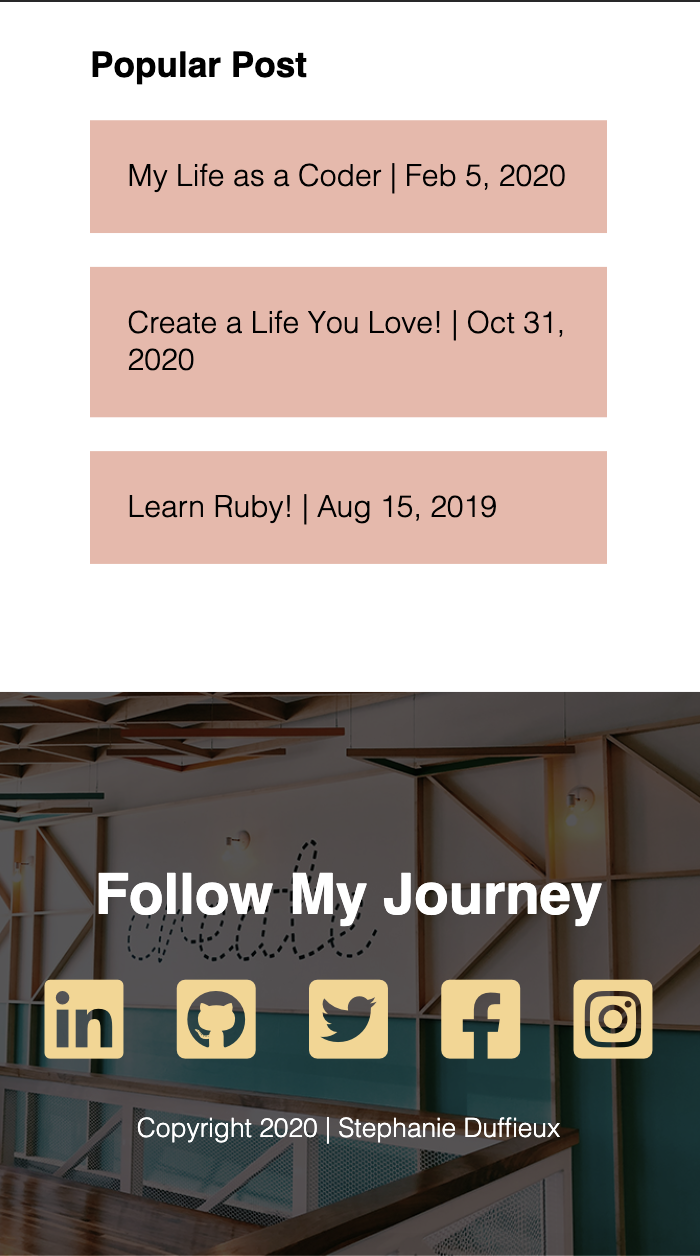 Popular Post
My Life as a Coder | Feb 5, 2020
Create a Life You Love! | Oct 31,
2020
Learn Ruby! | Aug 15, 2019
create
Follow My Journey
in
Copyright 2020 | Stephanie Duffieux